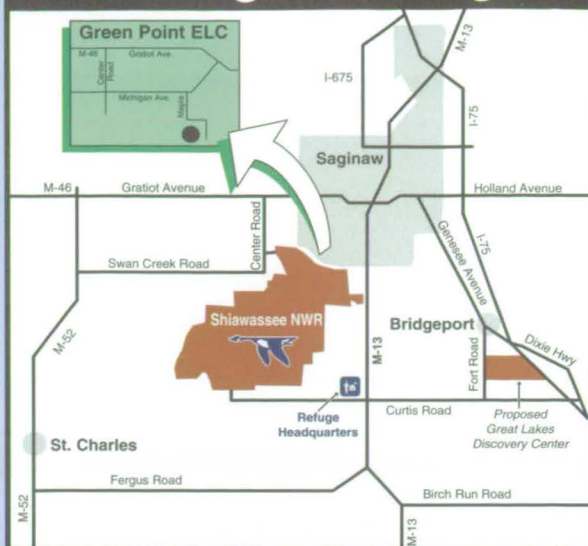 Green Point ELC
M-46
Gratiot Ave.
Center
Road
Michigan Ave.
Maple
M-13
I-675
I-75
Saginaw
M-46
Gratiot Avenue
Holland Avenue
Center Road
Swan Creek Road
Genesee Avenue
I-75
Shiawassee NWR
Bridgeport
M-52
M-13
Fort Road
Dixie Hwy
Refuge
Headquarters
Curtis Road
Proposed
Great Lakes
Discovery Center
St. Charles
Fergus Road
M-52
Birch Run Road
M-13